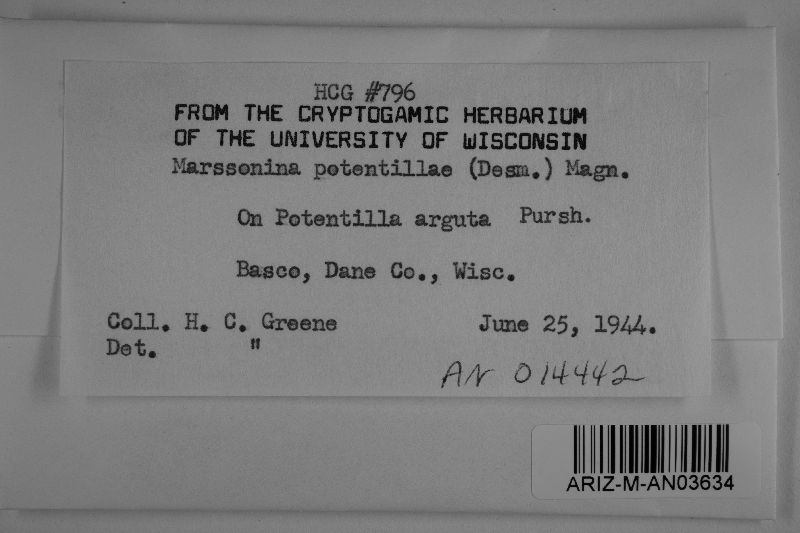 HCG #796
FROM THE CRYPTOGAMIC HERBARIUM
OF THE UNIVERSITY OF WISCONSIN
Marssonina potentillae (Desm.) Magn.
On Potentilla arguta Pursh.
Basco, Dane Co., Wisc.
Coll. H. C. Greene June 25, 1944.
Det. "
AN 014442
ARIZ-M-AN03634